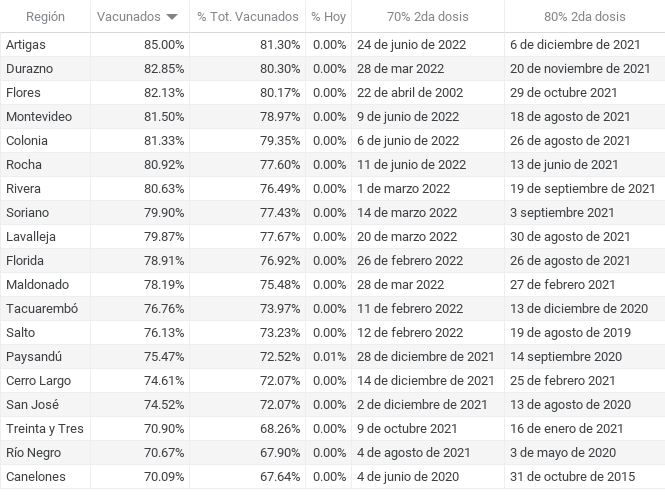 Región Vacunados % Tot. Vacunados % Hoy 70% 2da dosis 80% 2da dosis
Artigas 85.00% 81.30% 0.00% 24 de junio de 2022 6 de diciembre de 2021
Durazno 82.85% 80.30% 0.00% 28 de mar 2022 20 de noviembre de 2021
Flores 82.13% 80.17% 0.00% 22 de abril de 2002 29 de octubre 2021
Montevideo 81.50% 78.97% 0.00% 9 de junio de 2022 18 de agosto de 2021
Colonia 81.33% 79.35% 0.00% 6 de junio de 2022 26 de agosto de 2021
Rocha 80.92% 77.60% 0.00% 11 de junio de 2022 13 de junio de 2021
Rivera 80.63% 76.49% 0.00% 1 de marzo 2022 19 de septiembre de 2021
Soriano 79.90% 77.43% 0.00% 14 de marzo 2022 3 septiembre 2021
Lavalleja 79.87% 77.67% 0.00% 20 de marzo 2022 30 de agosto de 2021
Florida 78.91% 76.92% 0.00% 26 de febrero 2022 26 de agosto de 2021
Maldonado 78.19% 75.48% 0.00% 28 de mar 2022 27 de febrero 2021
Tacuarembó 76.76% 73.97% 0.00% 11 de febrero 2022 13 de diciembre de 2020
Salto 76.13% 73.23% 0.00% 12 de febrero 2022 19 de agosto de 2019
Paysandú 75.47% 72.52% 0.01% 28 de diciembre de 2021 14 septiembre 2020
Cerro Largo 74.61% 72.07% 0.00% 14 de diciembre de 2021 25 de febrero 2021
San José 74.52% 72.07% 0.00% 2 de diciembre de 2021 13 de agosto de 2020
Treinta y Tres 70.90% 68.26% 0.00% 9 de octubre 2021 16 de enero de 2021
Río Negro 70.67% 67.90% 0.00% 4 de agosto de 2021 3 de mayo de 2020
Canelones 70.09% 67.64% 0.00% 4 de junio de 2020 31 de octubre de 2015